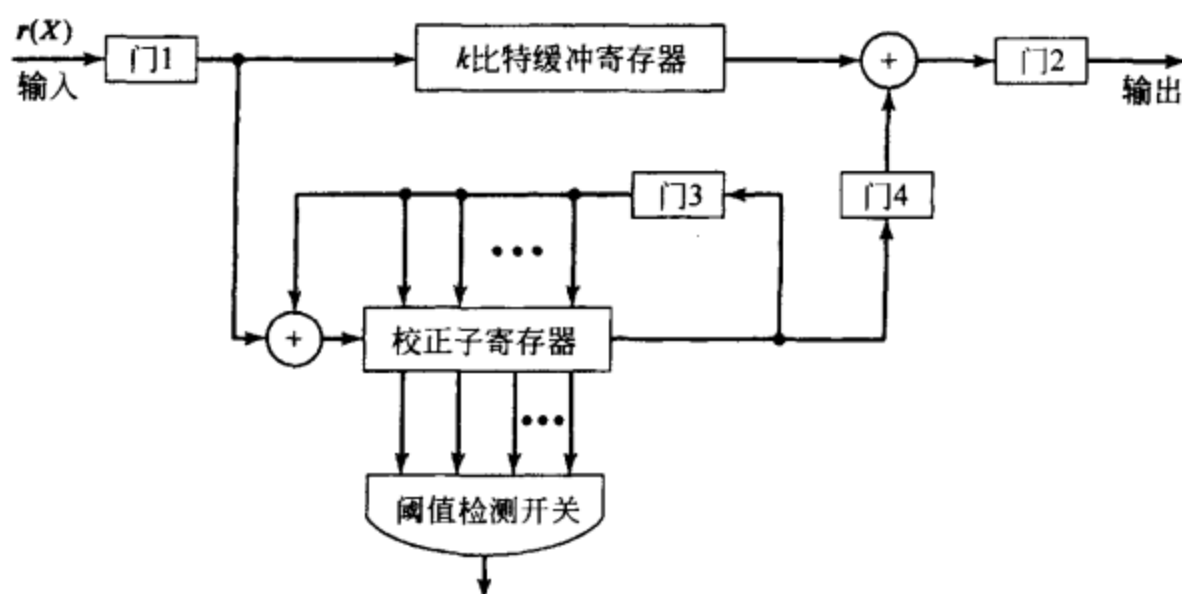 r(X)
输入
门1
k比特缓冲寄存器
+
门2
输出
门3
门4
+
校正子寄存器
阈值检测开关